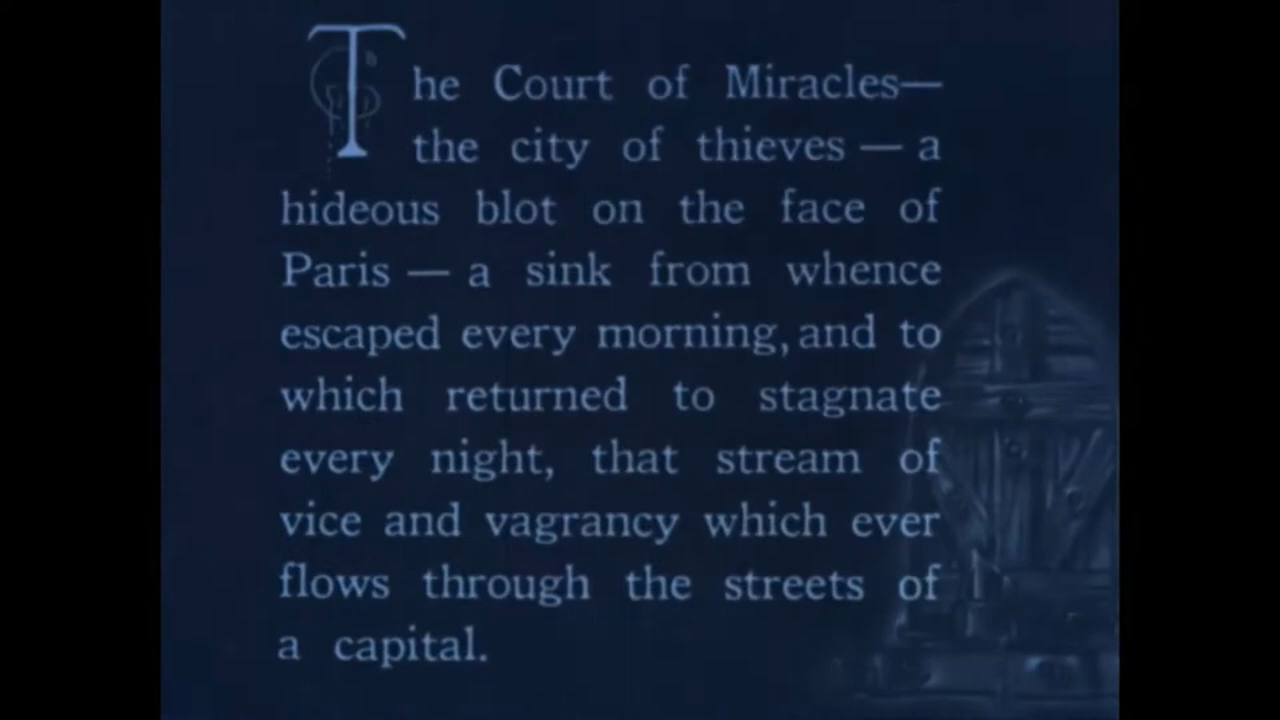 The Court of Miracles—
the city of thieves — a
hideous blot on the face of
Paris — a sink from whence
escaped every morning, and to
which returned to stagnate
every night, that stream of
vice and vagrancy which ever
flows through the streets of
a capital.